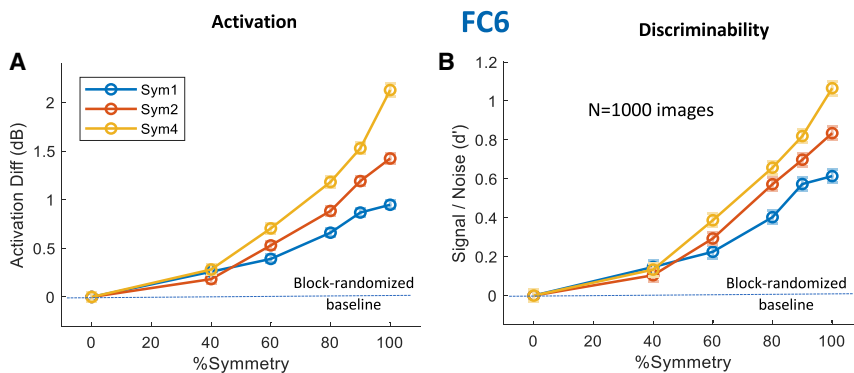 Activation
FC6
Discriminability
A
Sym1
Sym2
Sym4
Activation Diff (dB)
2
1.5
1
0.5
0
Block-randomized
baseline
0 20 40 60 80 100
%Symmetry
B
N=1000 images
Signal / Noise (d')
1.2
1
0.8
0.6
0.4
0.2
0
Block-randomized
baseline
0 20 40 60 80 100
%Symmetry